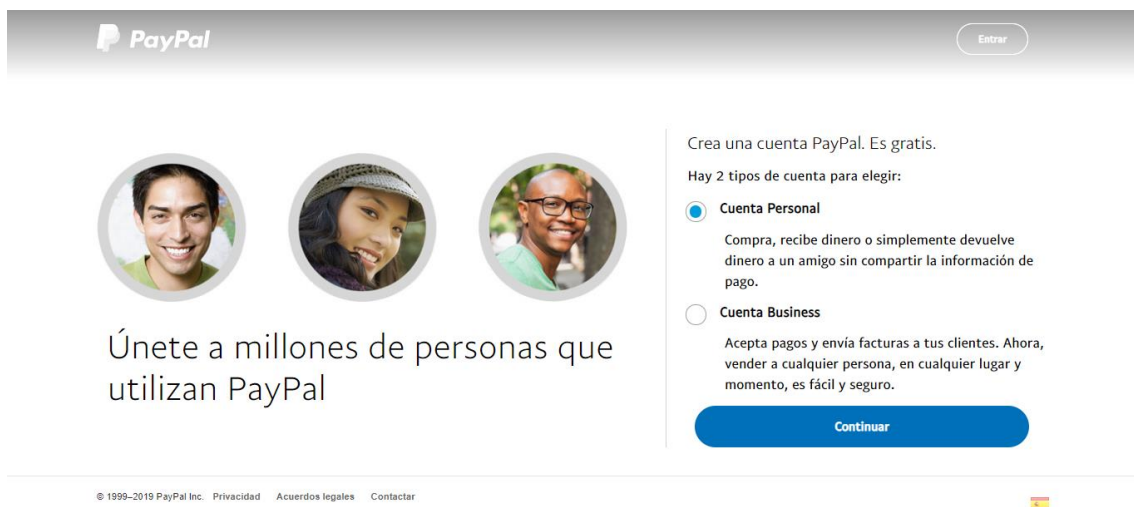 PayPal
Entrar
Únete a millones de personas que
utilizan PayPal
Crea una cuenta PayPal. Es gratis.
Hay 2 tipos de cuenta para elegir:
Cuenta Personal
Compra, recibe dinero o simplemente devuelve
dinero a un amigo sin compartir la información de
pago.
Cuenta Business
Acepta pagos y envía facturas a tus clientes. Ahora,
vender a cualquier persona, en cualquier lugar y
momento, es fácil y seguro.
Continuar
© 1999–2019 PayPal Inc. Privacidad Acuerdos legales Contactar